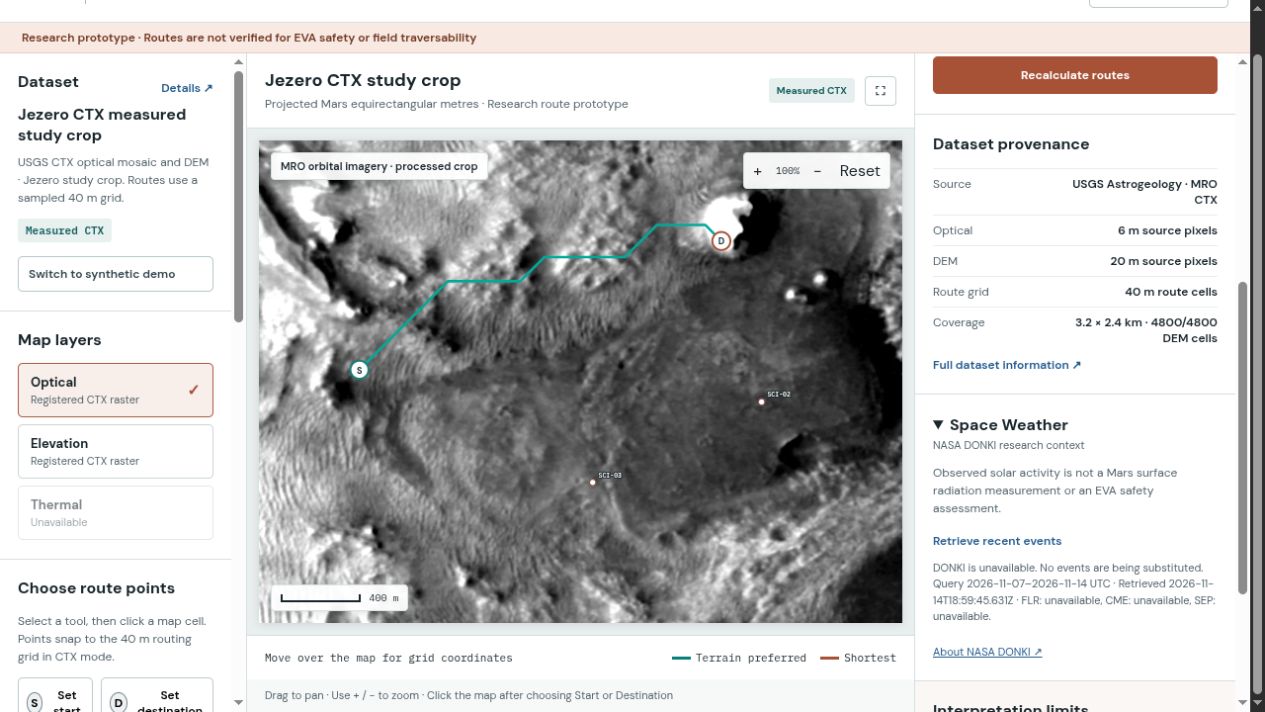 Research prototype · Routes are not verified for EVA safety or field traversability
Dataset
Details ↗
Jezero CTX measured
study crop
USGS CTX optical mosaic and DEM
· Jezero study crop. Routes use a
sampled 40 m grid.
Measured CTX
Switch to synthetic demo
Map layers
Optical
Registered CTX raster
✓
Elevation
Registered CTX raster
Thermal
Unavailable
Choose route points
Select a tool, then click a map cell.
Points snap to the 40 m routing
grid in CTX mode.
S Set
start
D Set
destination
Jezero CTX study crop
Projected Mars equirectangular metres · Research route prototype
Measured CTX
MRO orbital imagery · processed crop
+ 100% − Reset
D
S
SCI-02
SCI-03
400 m
Move over the map for grid coordinates
Terrain preferred
Shortest
Drag to pan · Use + / − to zoom · Click the map after choosing Start or Destination
Recalculate routes
Dataset provenance
Source USGS Astrogeology · MRO
CTX
Optical 6 m source pixels
DEM 20 m source pixels
Route grid 40 m route cells
Coverage 3.2 × 2.4 km · 4800/4800
DEM cells
Full dataset information ↗
▼ Space Weather
NASA DONKI research context
Observed solar activity is not a Mars surface
radiation measurement or an EVA safety
assessment.
Retrieve recent events
DONKI is unavailable. No events are being substituted.
Query 2026-11-07–2026-11-14 UTC · Retrieved 2026-11-
14T18:59:45.631Z · FLR: unavailable, CME: unavailable, SEP:
unavailable.
About NASA DONKI ↗
Interpretation limits